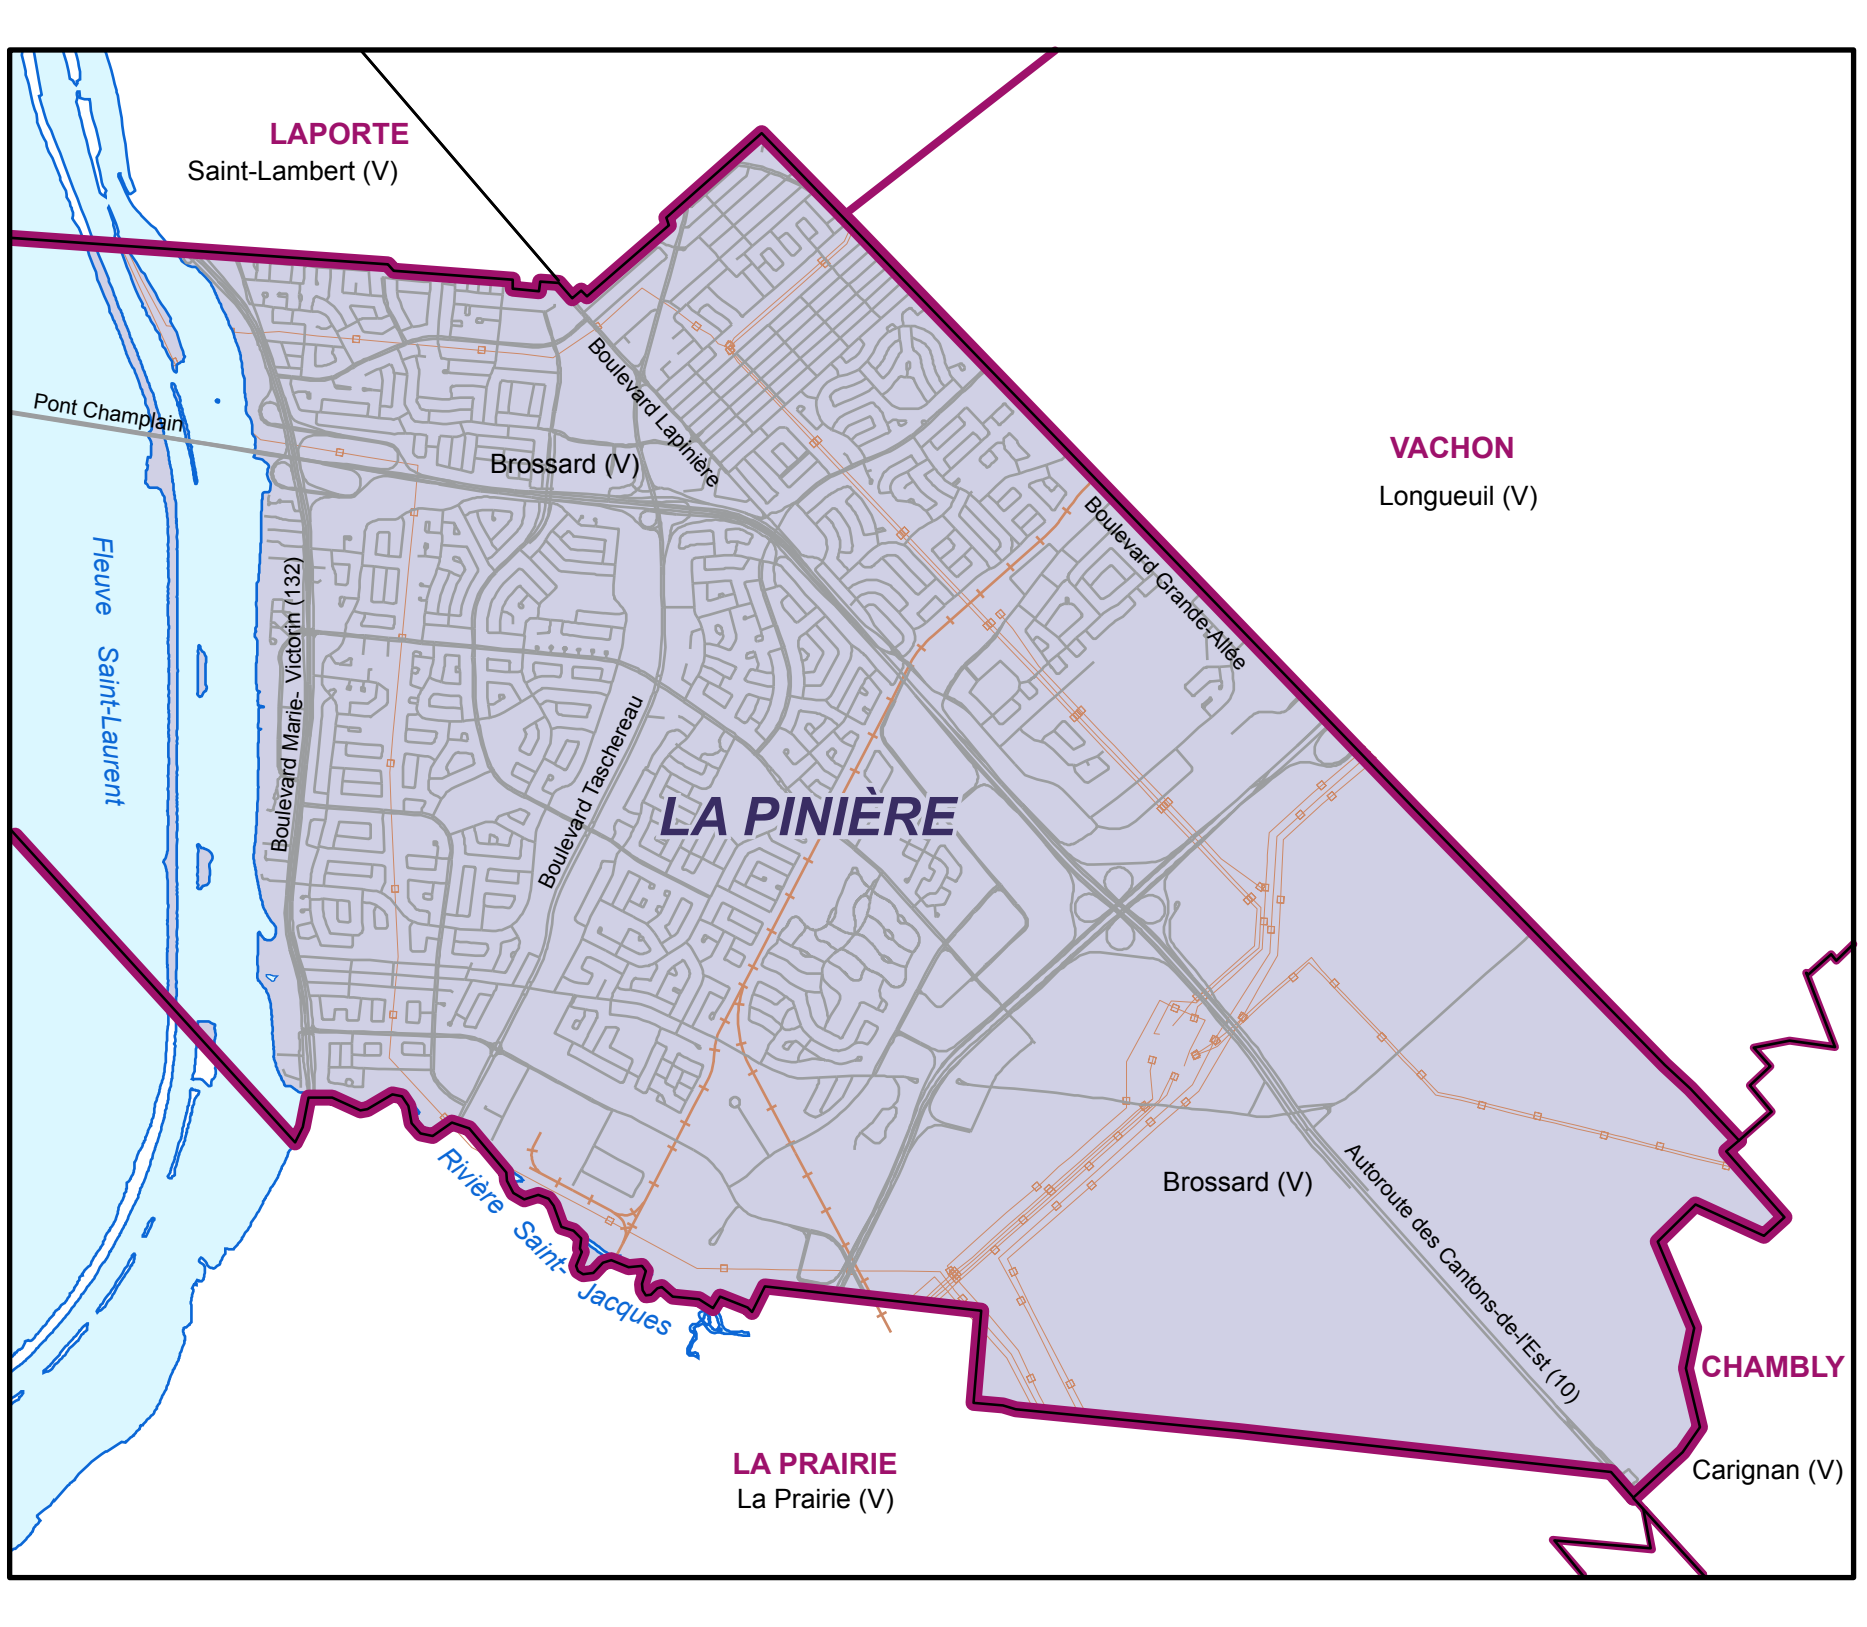 LAPORTE
Saint-Lambert (V)
VACHON
Longueuil (V)
Pont Champlain
Boulevard Lapinière
Brossard (V)
Boulevard Grande-Allée
Fleuve Saint-Laurent
Boulevard Marie- Victorin (132)
Boulevard Taschereau
LA PINIÈRE
Brossard (V)
Autoroute des Cantons-de-l'Est (10)
Rivière Saint- Jacques
CHAMBLY
Carignan (V)
LA PRAIRIE
La Prairie (V)